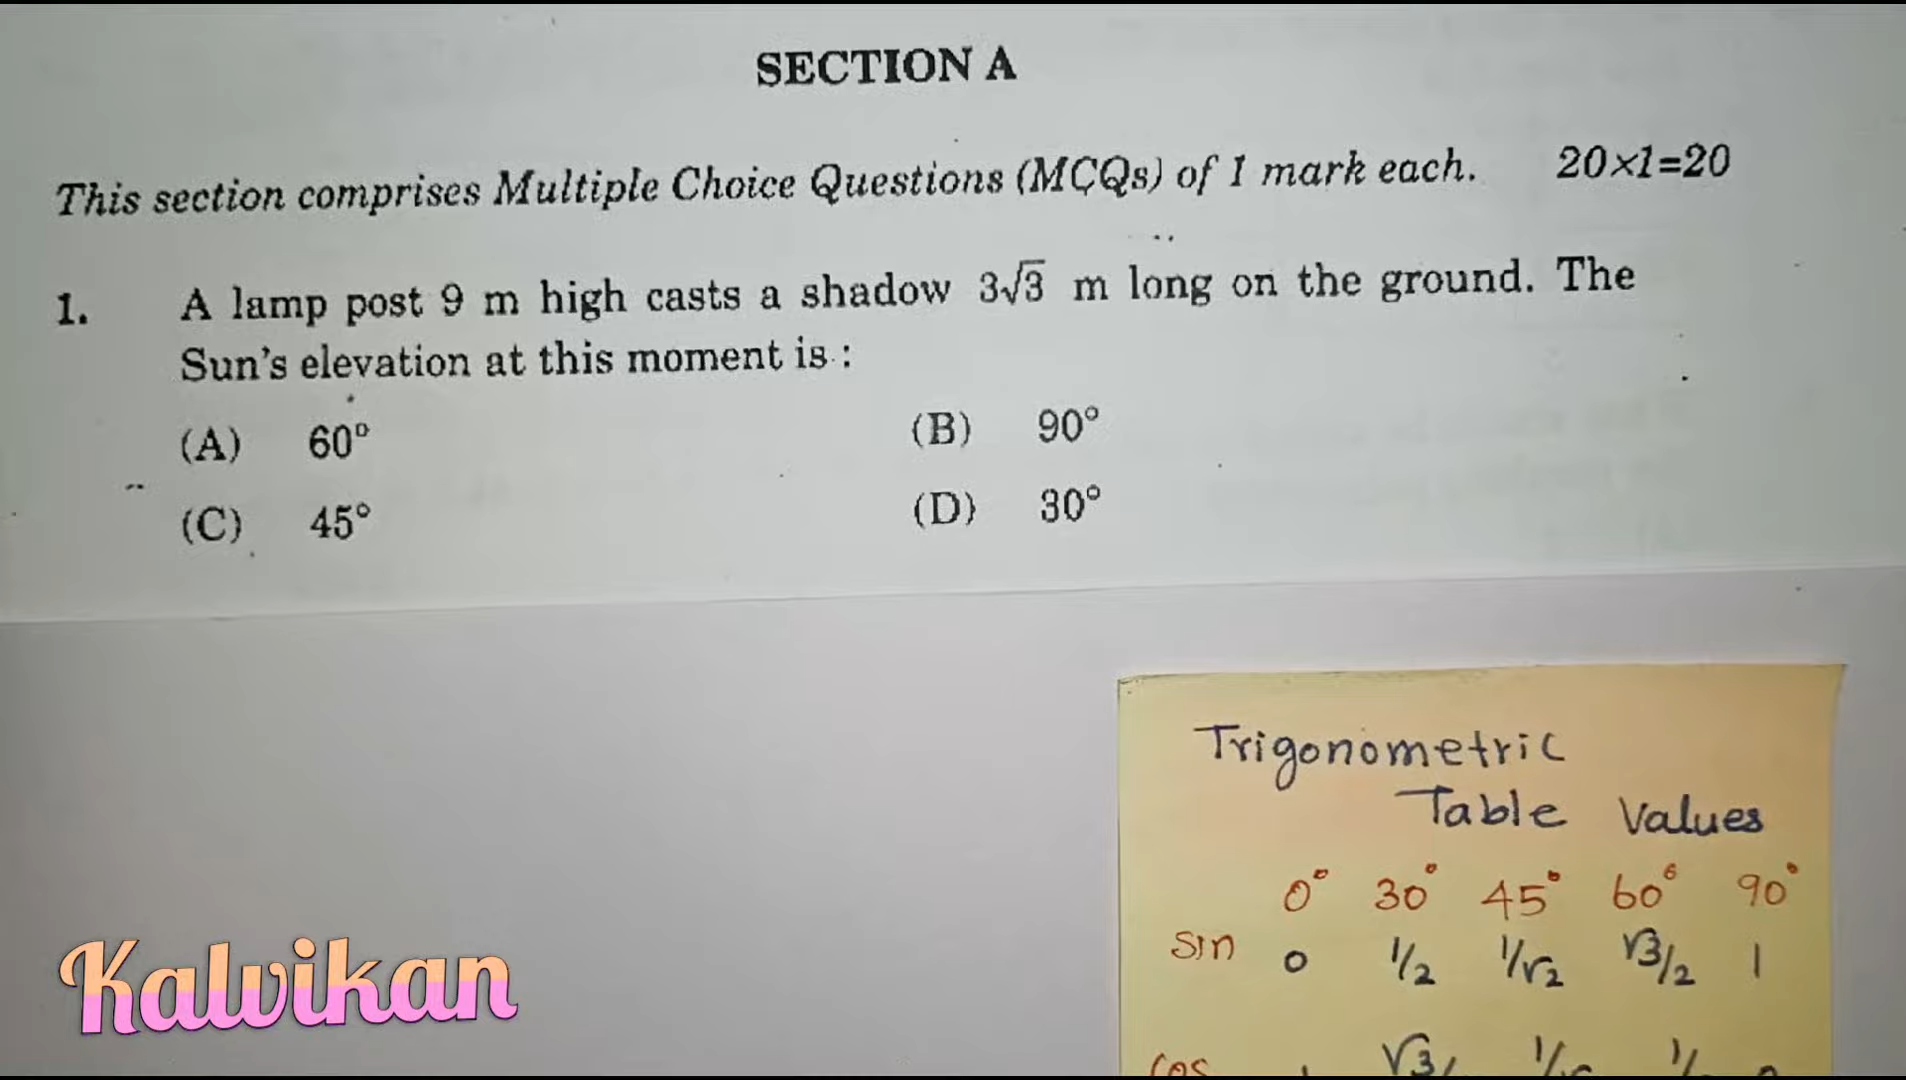 SECTION A
This section comprises Multiple Choice Questions (MCQs) of 1 mark each. 20×1=20
1. A lamp post 9 m high casts a shadow 3√3 m long on the ground. The
Sun's elevation at this moment is :
(A) 60° (B) 90°
(C) 45° (D) 30°
Trigonometric
Table Values
0° 30° 45° 60° 90°
sin 0 1/2 1/√2 √3/2 1
cos
Kalvikan